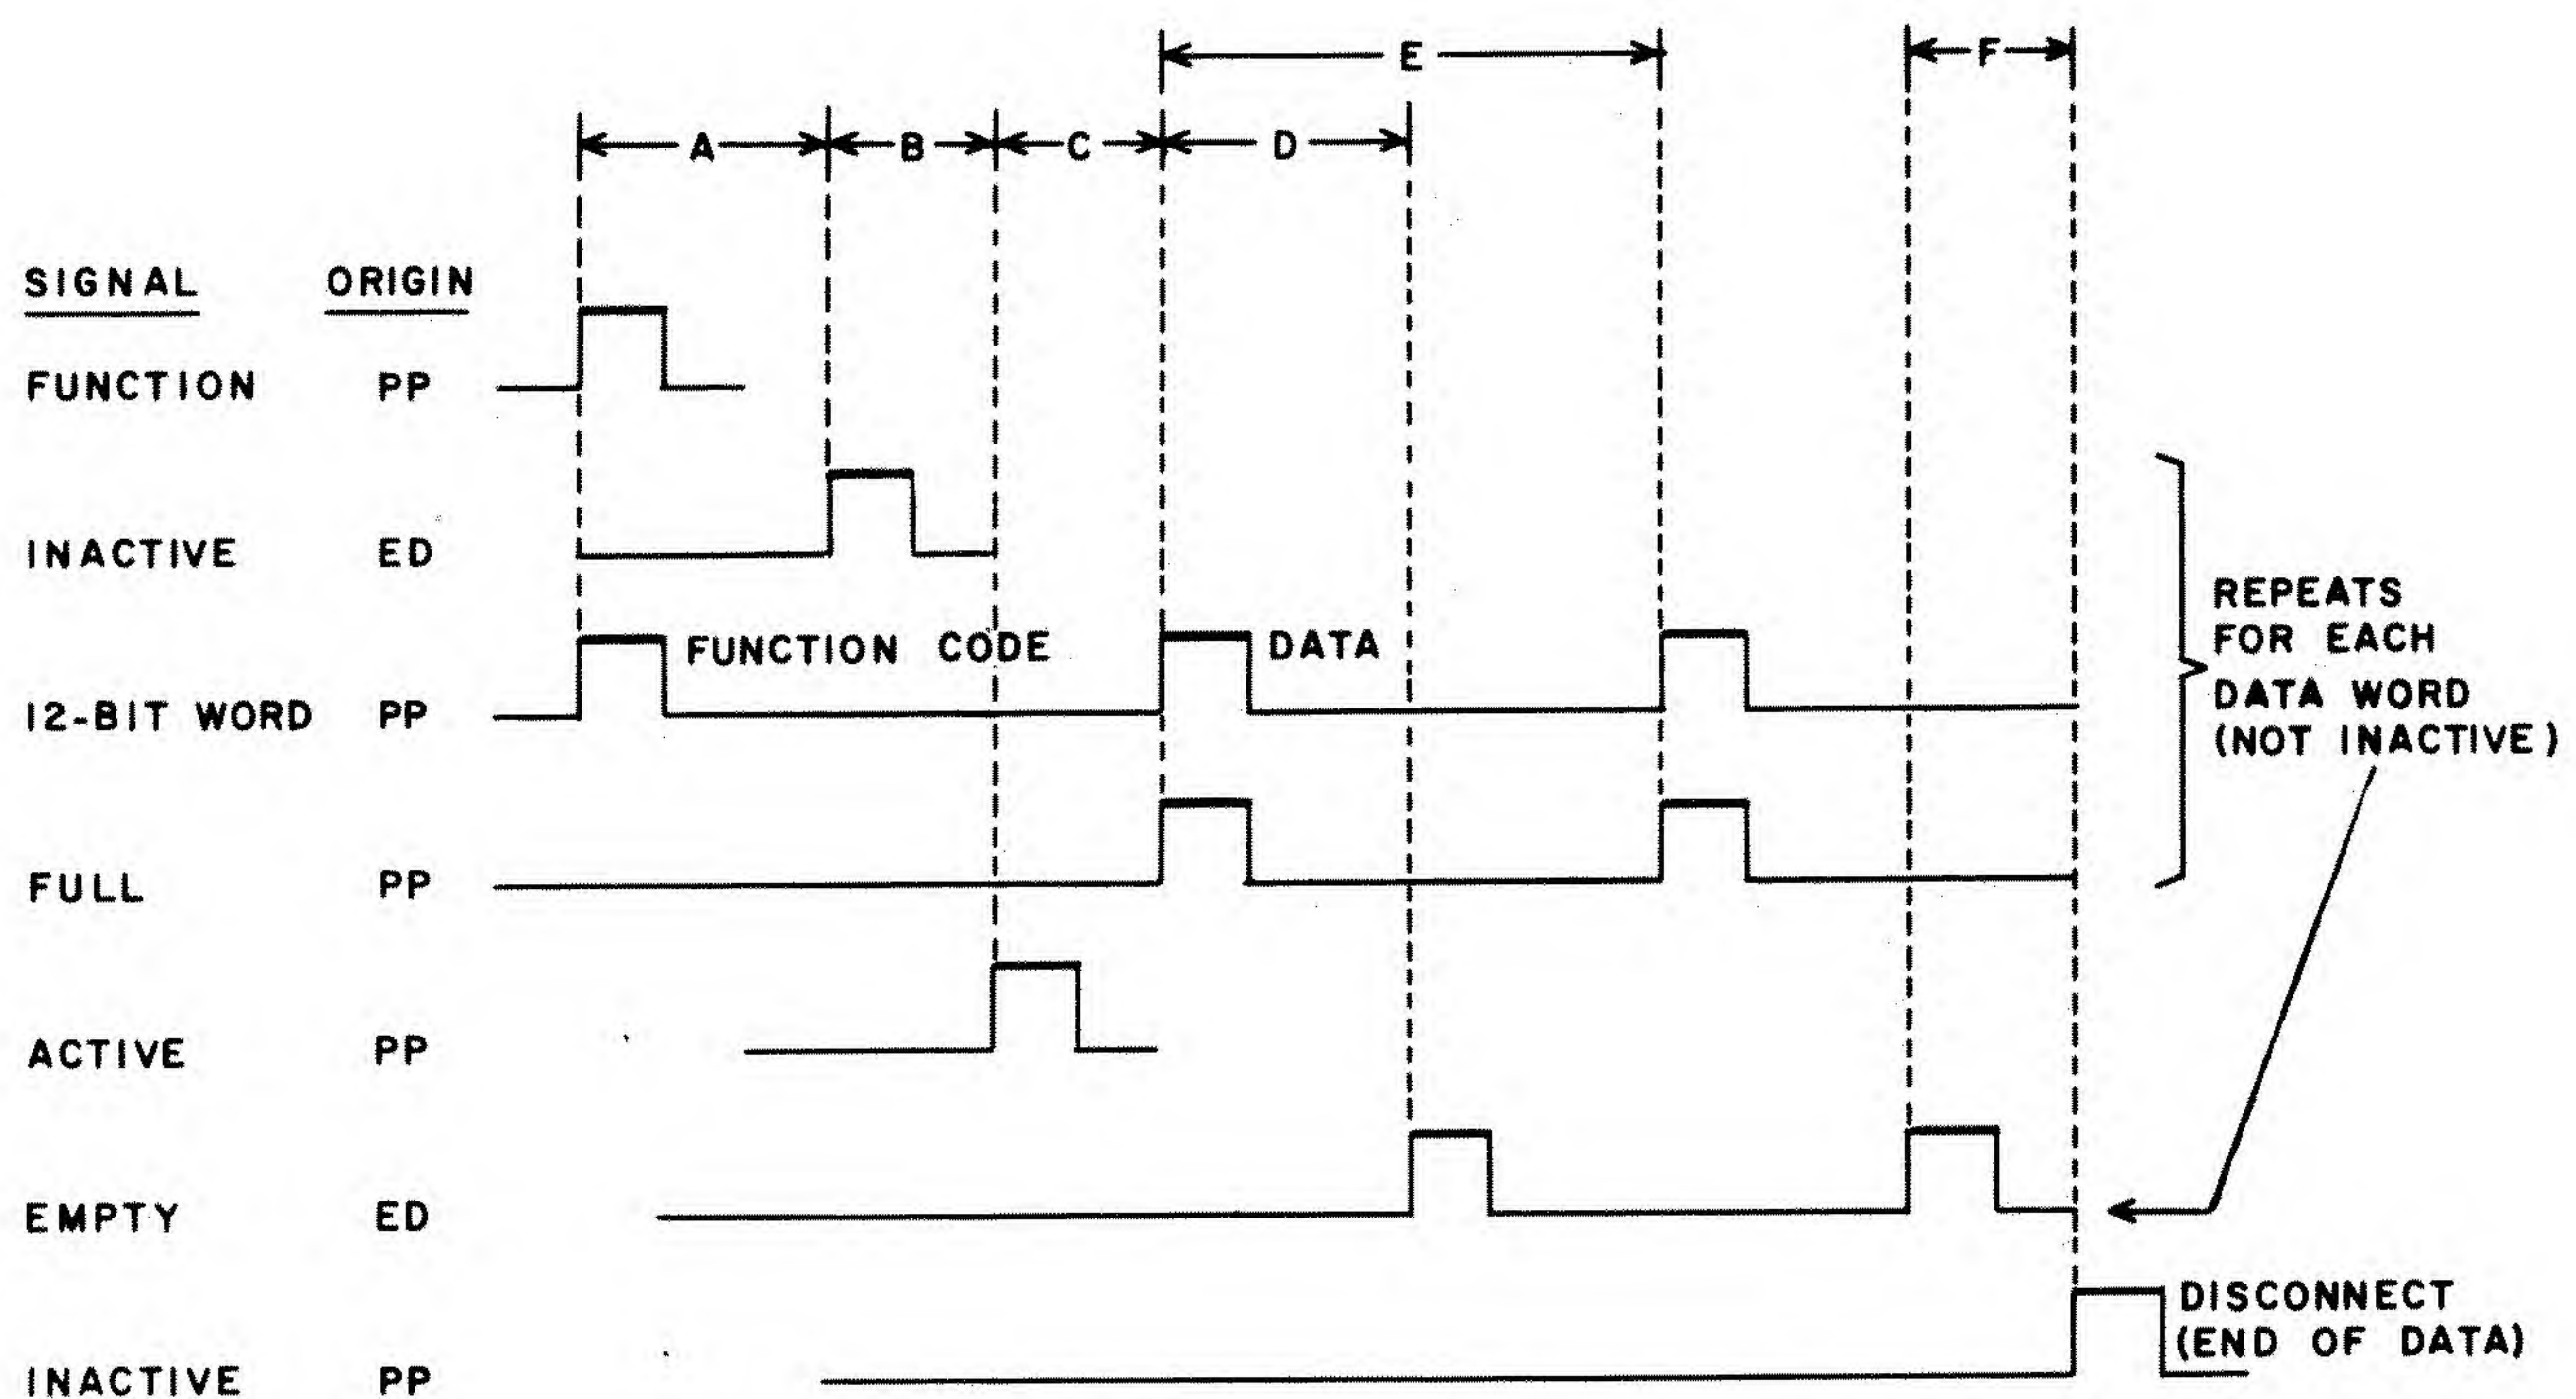 E
F
A
B
C
D
SIGNAL ORIGIN
FUNCTION PP
INACTIVE ED
12-BIT WORD PP
FUNCTION CODE
DATA
REPEATS
FOR EACH
DATA WORD
(NOT INACTIVE)
FULL PP
ACTIVE PP
EMPTY ED
DISCONNECT
(END OF DATA)
INACTIVE PP